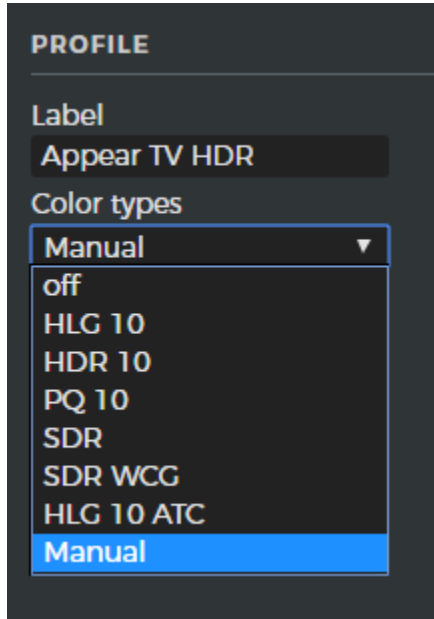 PROFILE
Label
Appear TV HDR
Color types
Manual
off
HLG 10
HDR 10
PQ 10
SDR
SDR WCG
HLG 10 ATC
Manual